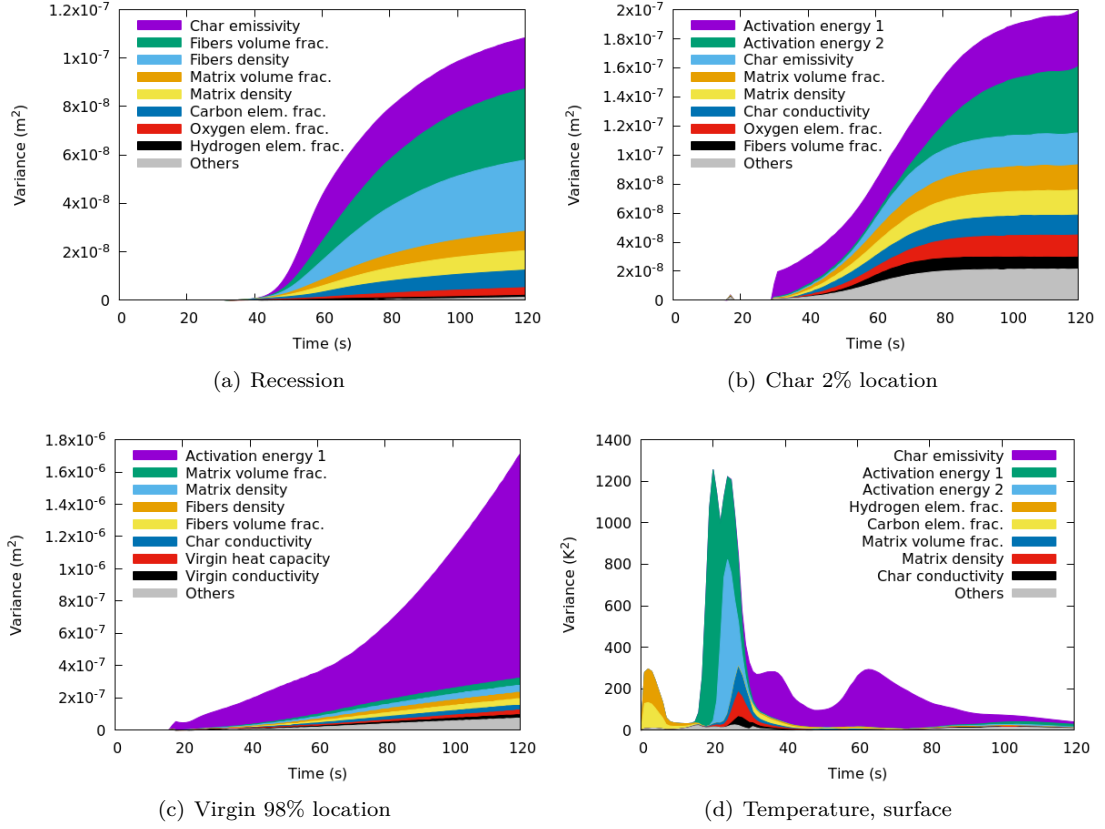 1.2x10-7
1x10-7
8x10-8
6x10-8
4x10-8
2x10-8
0
Variance (m2)
Char emissivity
Fibers volume frac.
Fibers density
Matrix volume frac.
Matrix density
Carbon elem. frac.
Oxygen elem. frac.
Hydrogen elem. frac.
Others
0 20 40 60 80 100 120
Time (s)
(a) Recession
2x10-7
1.8x10-7
1.6x10-7
1.4x10-7
1.2x10-7
1x10-7
8x10-8
6x10-8
4x10-8
2x10-8
0
Variance (m2)
Activation energy 1
Activation energy 2
Char emissivity
Matrix volume frac.
Matrix density
Char conductivity
Oxygen elem. frac.
Fibers volume frac.
Others
0 20 40 60 80 100 120
Time (s)
(b) Char 2% location
1.8x10-6
1.6x10-6
1.4x10-6
1.2x10-6
1x10-6
8x10-7
6x10-7
4x10-7
2x10-7
0
Variance (m2)
Activation energy 1
Matrix volume frac.
Matrix density
Fibers density
Fibers volume frac.
Char conductivity
Virgin heat capacity
Virgin conductivity
Others
0 20 40 60 80 100 120
Time (s)
(c) Virgin 98% location
1400
1200
1000
800
600
400
200
0
Variance (K2)
Char emissivity
Activation energy 1
Activation energy 2
Hydrogen elem. frac.
Carbon elem. frac.
Matrix volume frac.
Matrix density
Char conductivity
Others
0 20 40 60 80 100 120
Time (s)
(d) Temperature, surface